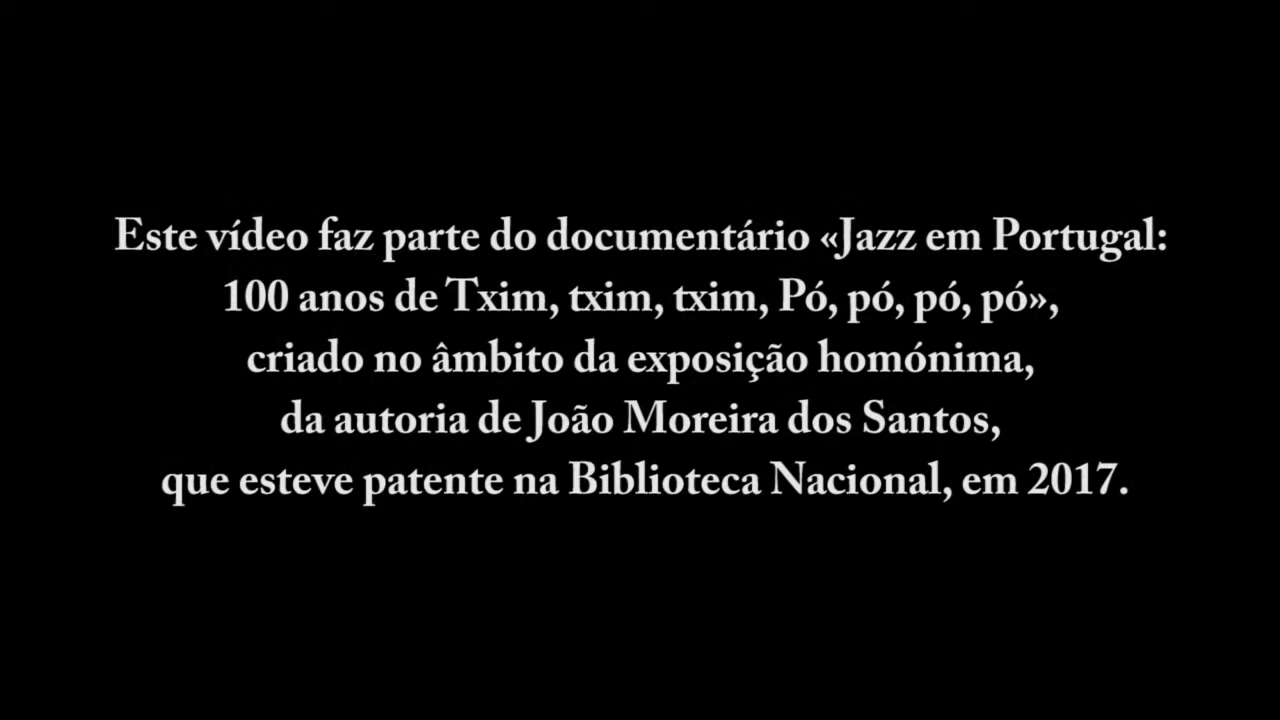 Este vídeo faz parte do documentário «Jazz em Portugal:
100 anos de Txim, txim, txim, Pó, pó, pó, pó»,
criado no âmbito da exposição homónima,
da autoria de João Moreira dos Santos,
que esteve patente na Biblioteca Nacional, em 2017.